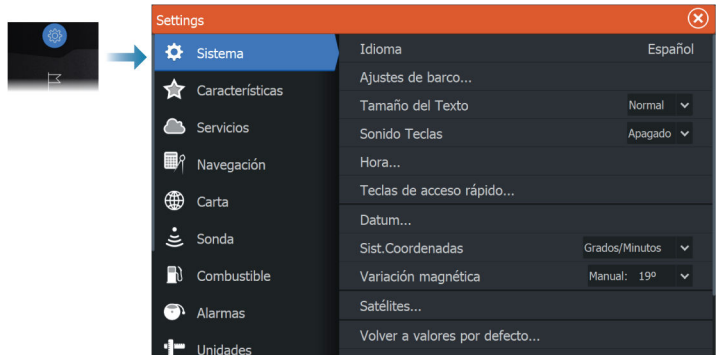 Settings
Sistema
Características
Servicios
Navegación
Carta
Sonda
Combustible
Alarmas
Unidades
Idioma Español
Ajustes de barco...
Tamaño del Texto Normal
Sonido Teclas Apagado
Hora...
Teclas de acceso rápido...
Datum...
Sist.Coordenadas Grados/Minutos
Variación magnética Manual: 19º
Satélites...
Volver a valores por defecto...